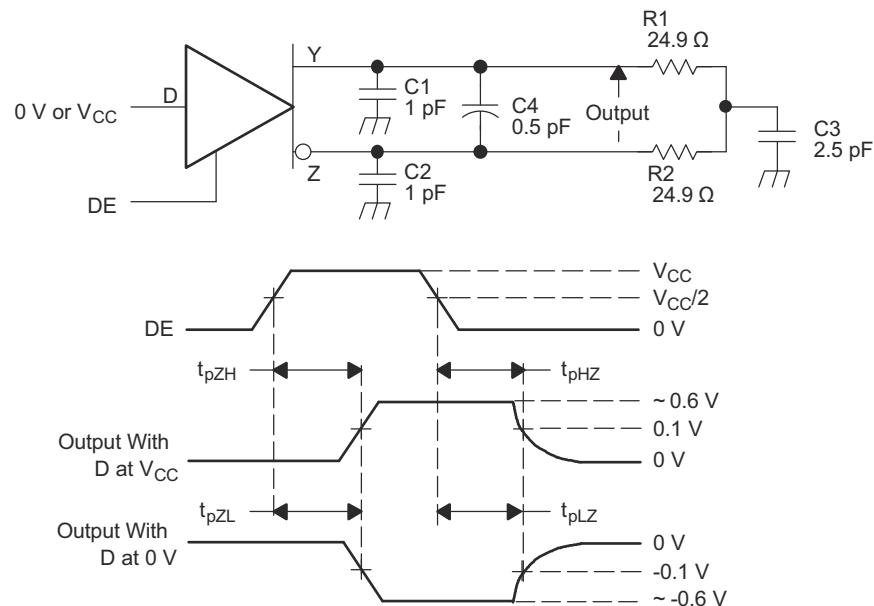 R1
24.9 Ω
Y
D
C1
1 pF
C4
0.5 pF
Output
0 V or VCC
C3
2.5 pF
Z
C2
1 pF
R2
24.9 Ω
DE
VCC
VCC/2
DE
0 V
tpZH
tpHZ
~ 0.6 V
0.1 V
Output With
D at VCC
0 V
tpZL
tpLZ
Output With
D at 0 V
0 V
-0.1 V
~ -0.6 V